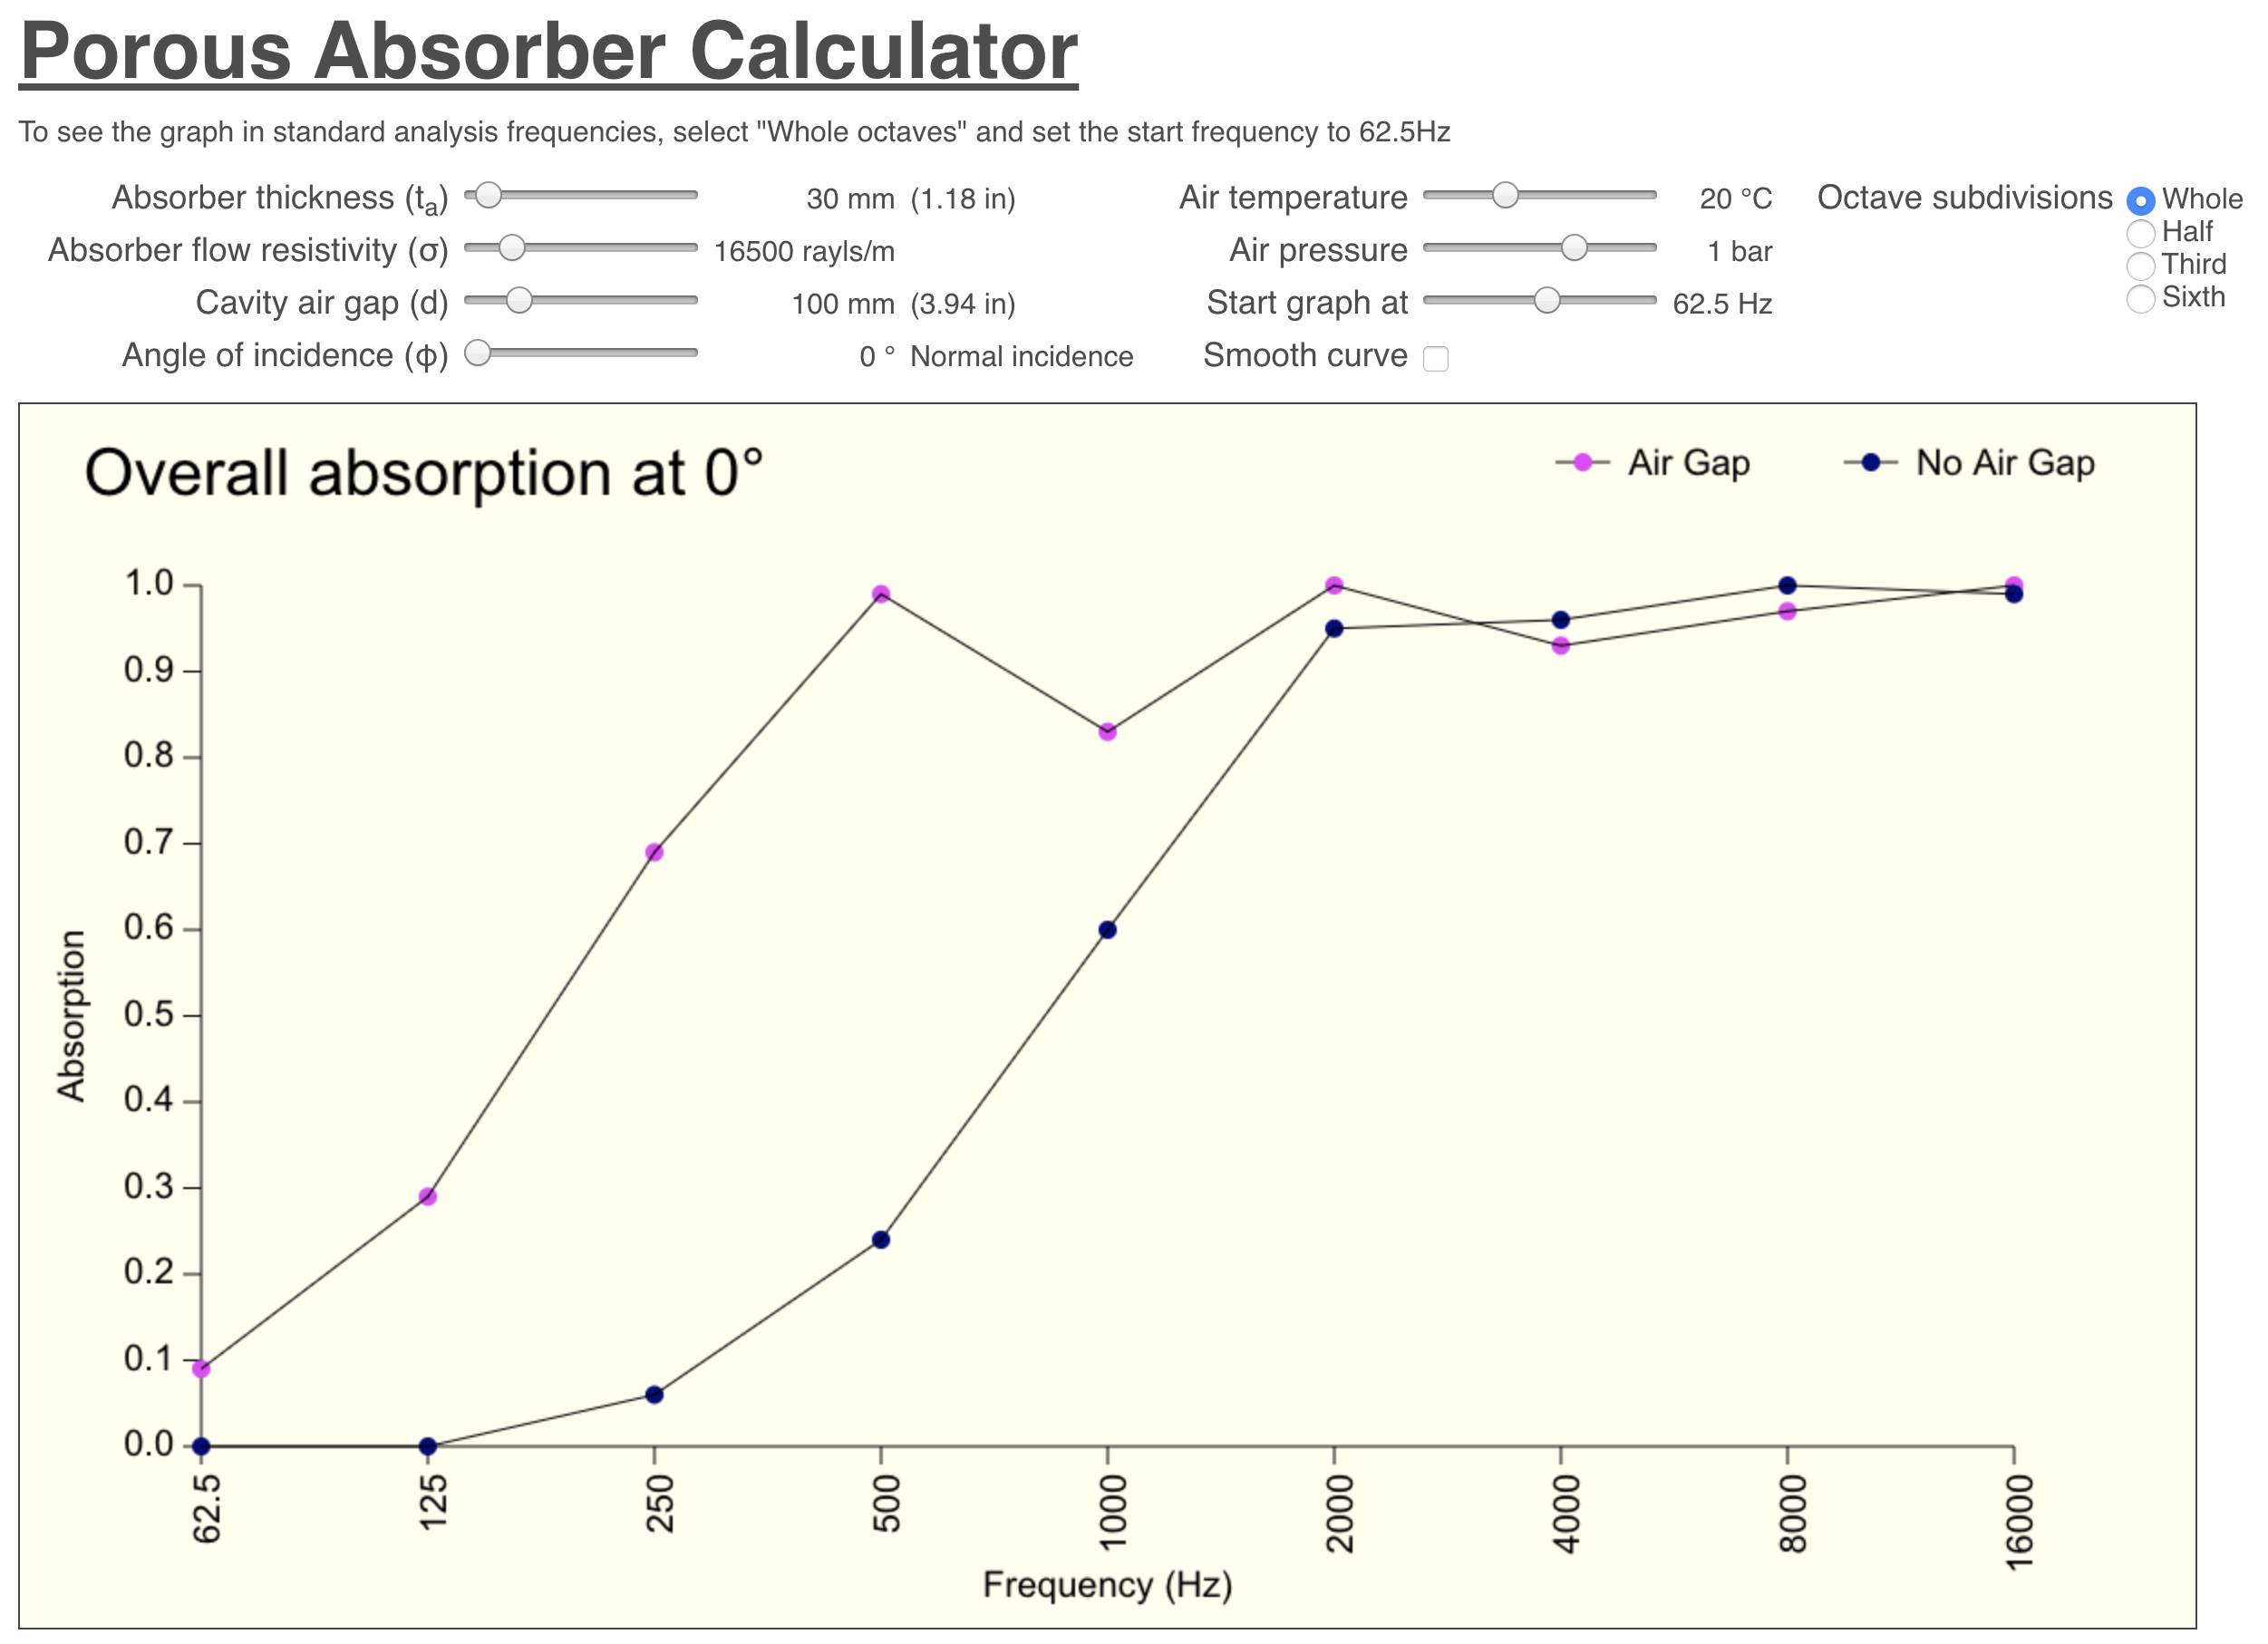 Porous Absorber Calculator
To see the graph in standard analysis frequencies, select "Whole octaves" and set the start frequency to 62.5Hz
Absorber thickness (ta) 30 mm (1.18 in)
Absorber flow resistivity (σ) 16500 rayls/m
Cavity air gap (d) 100 mm (3.94 in)
Angle of incidence (ϕ) 0 ° Normal incidence
Air temperature 20 °C
Air pressure 1 bar
Start graph at 62.5 Hz
Smooth curve
Octave subdivisions Whole
Half
Third
Sixth
Overall absorption at 0°
Air Gap No Air Gap
Absorption
1.0
0.9
0.8
0.7
0.6
0.5
0.4
0.3
0.2
0.1
0.0
62.5 125 250 500 1000 2000 4000 8000 16000
Frequency (Hz)